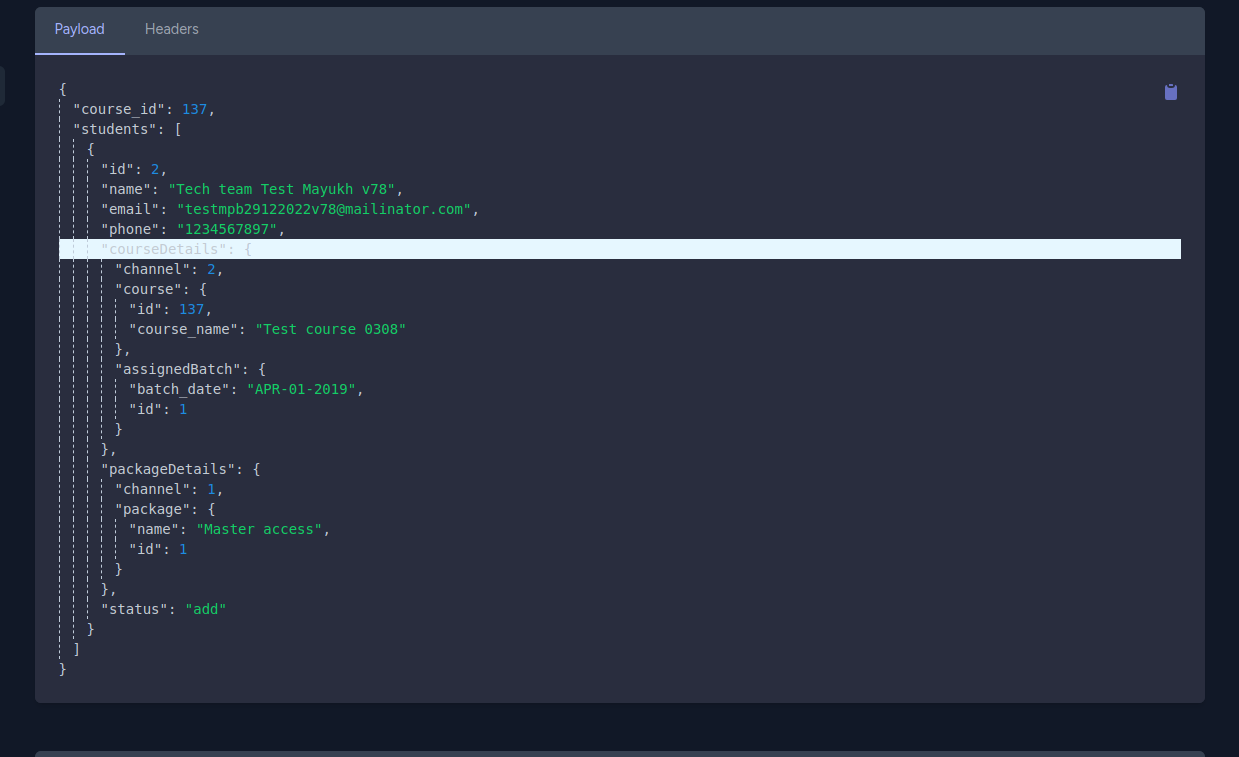 Payload Headers
{
"course_id": 137,
"students": [
{
"id": 2,
"name": "Tech team Test Mayukh v78",
"email": "testmpb29122022v78@mailinator.com",
"phone": "1234567897",
"courseDetails": {
"channel": 2,
"course": {
"id": 137,
"course_name": "Test course 0308"
},
"assignedBatch": {
"batch_date": "APR-01-2019",
"id": 1
}
},
"packageDetails": {
"channel": 1,
"package": {
"name": "Master access",
"id": 1
}
},
"status": "add"
}
]
}